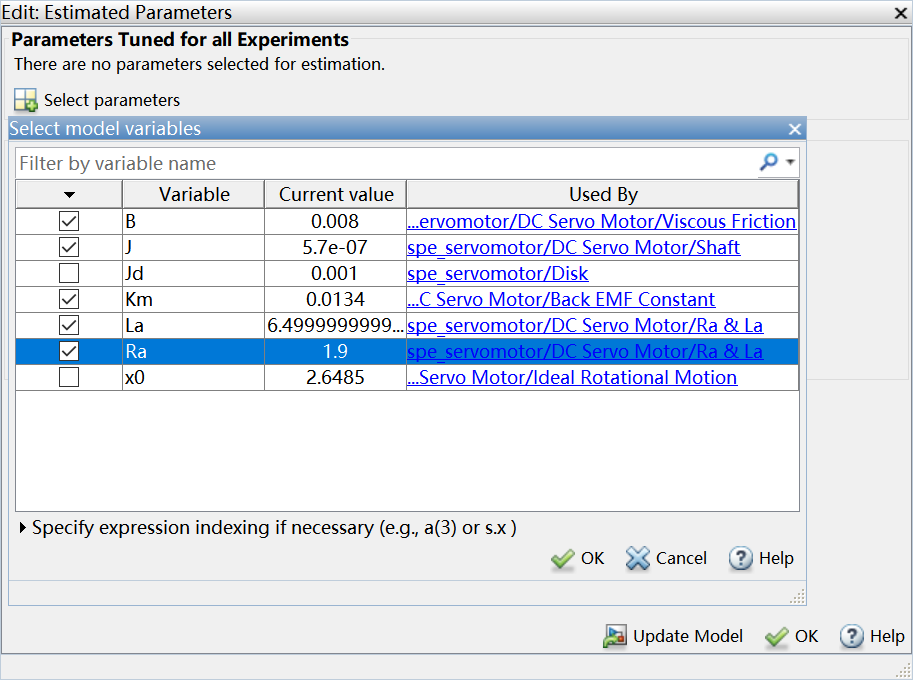 Edit: Estimated Parameters
Parameters Tuned for all Experiments
There are no parameters selected for estimation.
Select parameters
Select model variables
Filter by variable name
Variable Current value Used By
B 0.008 ...ervomotor/DC Servo Motor/Viscous Friction
J 5.7e-07 spe_servomotor/DC Servo Motor/Shaft
Jd 0.001 spe_servomotor/Disk
Km 0.0134 ...C Servo Motor/Back EMF Constant
La 6.4999999999... spe_servomotor/DC Servo Motor/Ra & La
Ra 1.9 spe_servomotor/DC Servo Motor/Ra & La
x0 2.6485 ...Servo Motor/Ideal Rotational Motion
Specify expression indexing if necessary (e.g., a(3) or s.x )
OK Cancel Help
Update Model OK Help